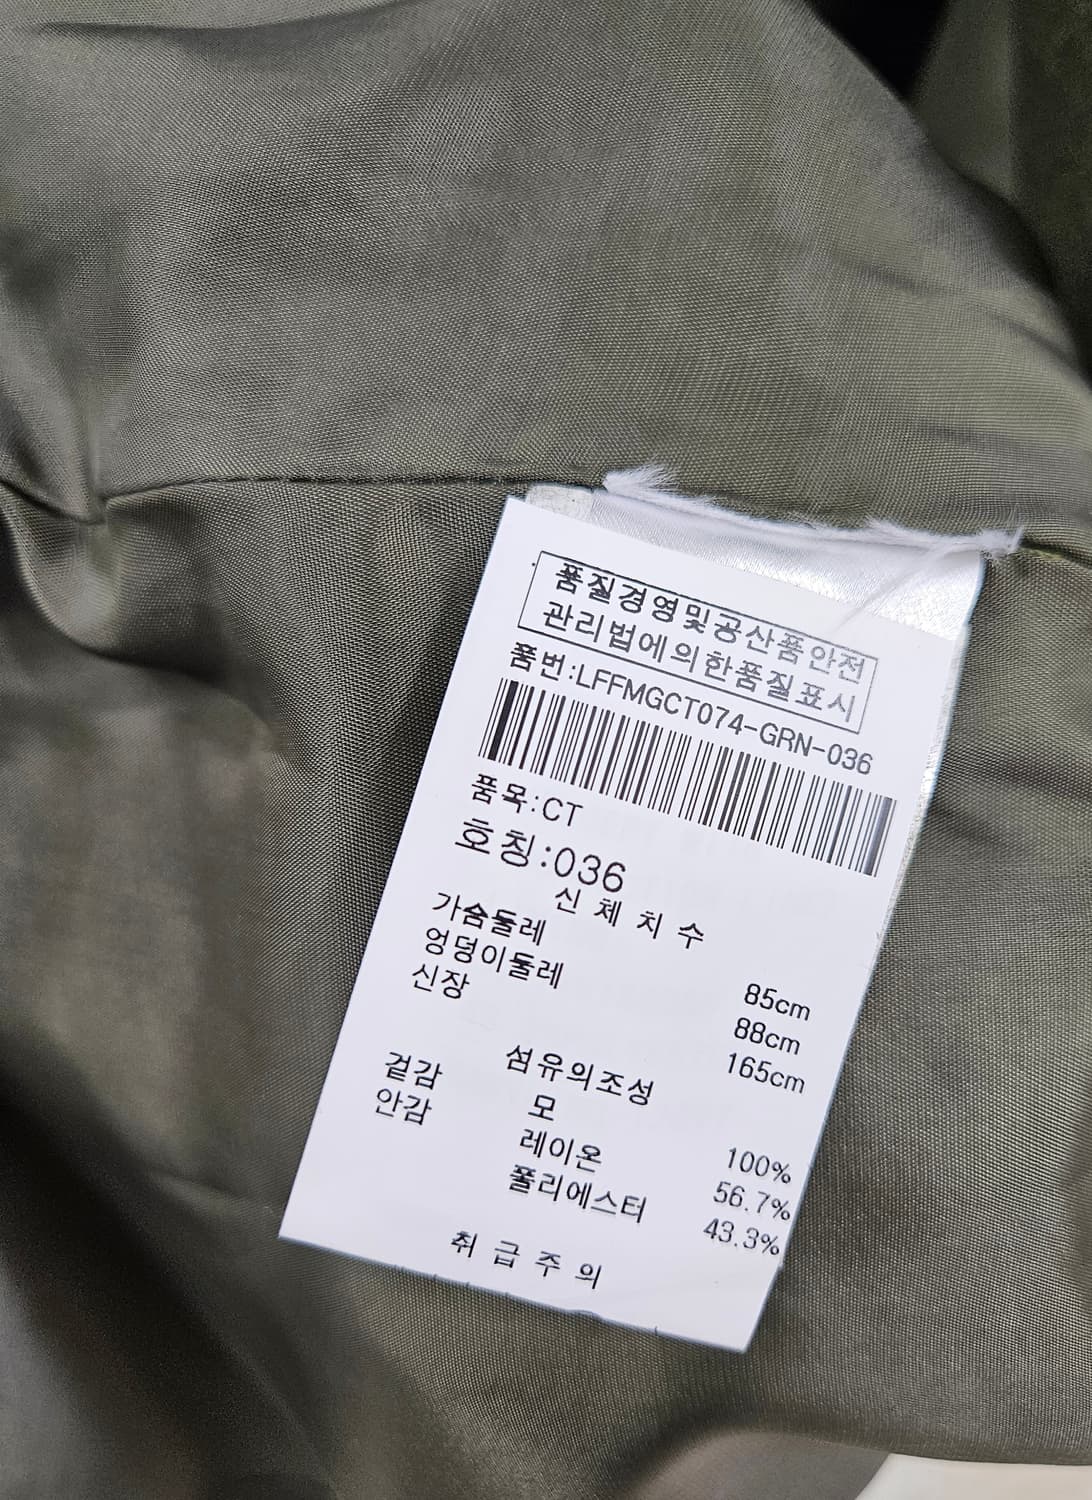 품질경영및공산품안전
관리법에의한품질표시
품번:LFFMGCT074-GRN-036
품목:CT
호칭:036
신 체 치 수
가슴둘레 85cm
엉덩이둘레 88cm
신장 165cm
섬유의조성
겉감 모 100%
안감 레이온 56.7%
폴리에스터 43.3%
취 급 주 의